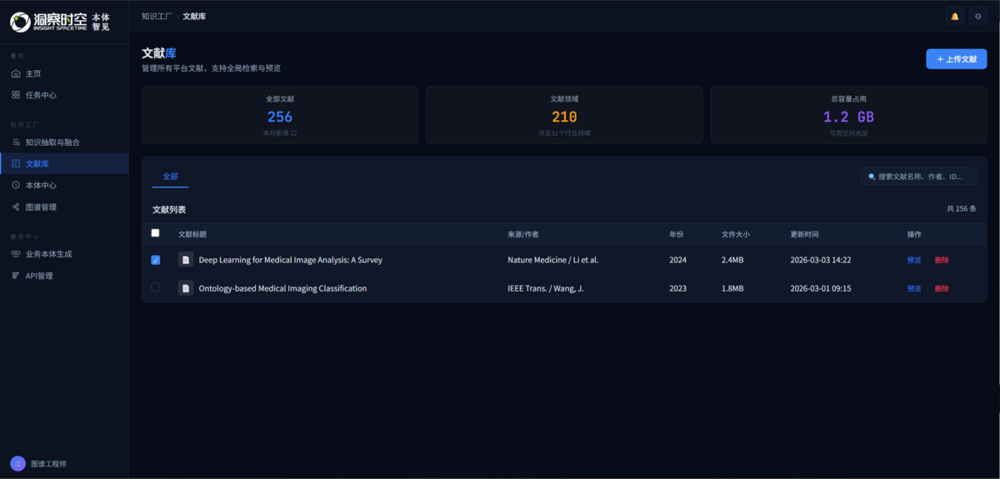 洞察时空
INSIGHT SPACETIME
本体
智见
概览
主页
任务中心
知识工厂
知识抽取与融合
文献库
本体中心
图谱管理
服务中心
业务本体生成
API管理
工
图谱工程师
知识工厂 › 文献库
文献库
管理所有平台文献，支持全局检索与预览
+ 上传文献
全部文献
256
本月新增 12
文献领域
210
涉及32个行业领域
总容量占用
1.2 GB
可用空间充足
全部
搜索文献名称、作者、ID...
文献列表
共 256 条
文献标题 来源/作者 年份 文件大小 更新时间 操作
Deep Learning for Medical Image Analysis: A Survey Nature Medicine / Li et al. 2024 2.4MB 2026-03-03 14:22 预览 删除
Ontology-based Medical Imaging Classification IEEE Trans. / Wang, J. 2023 1.8MB 2026-03-01 09:15 预览 删除